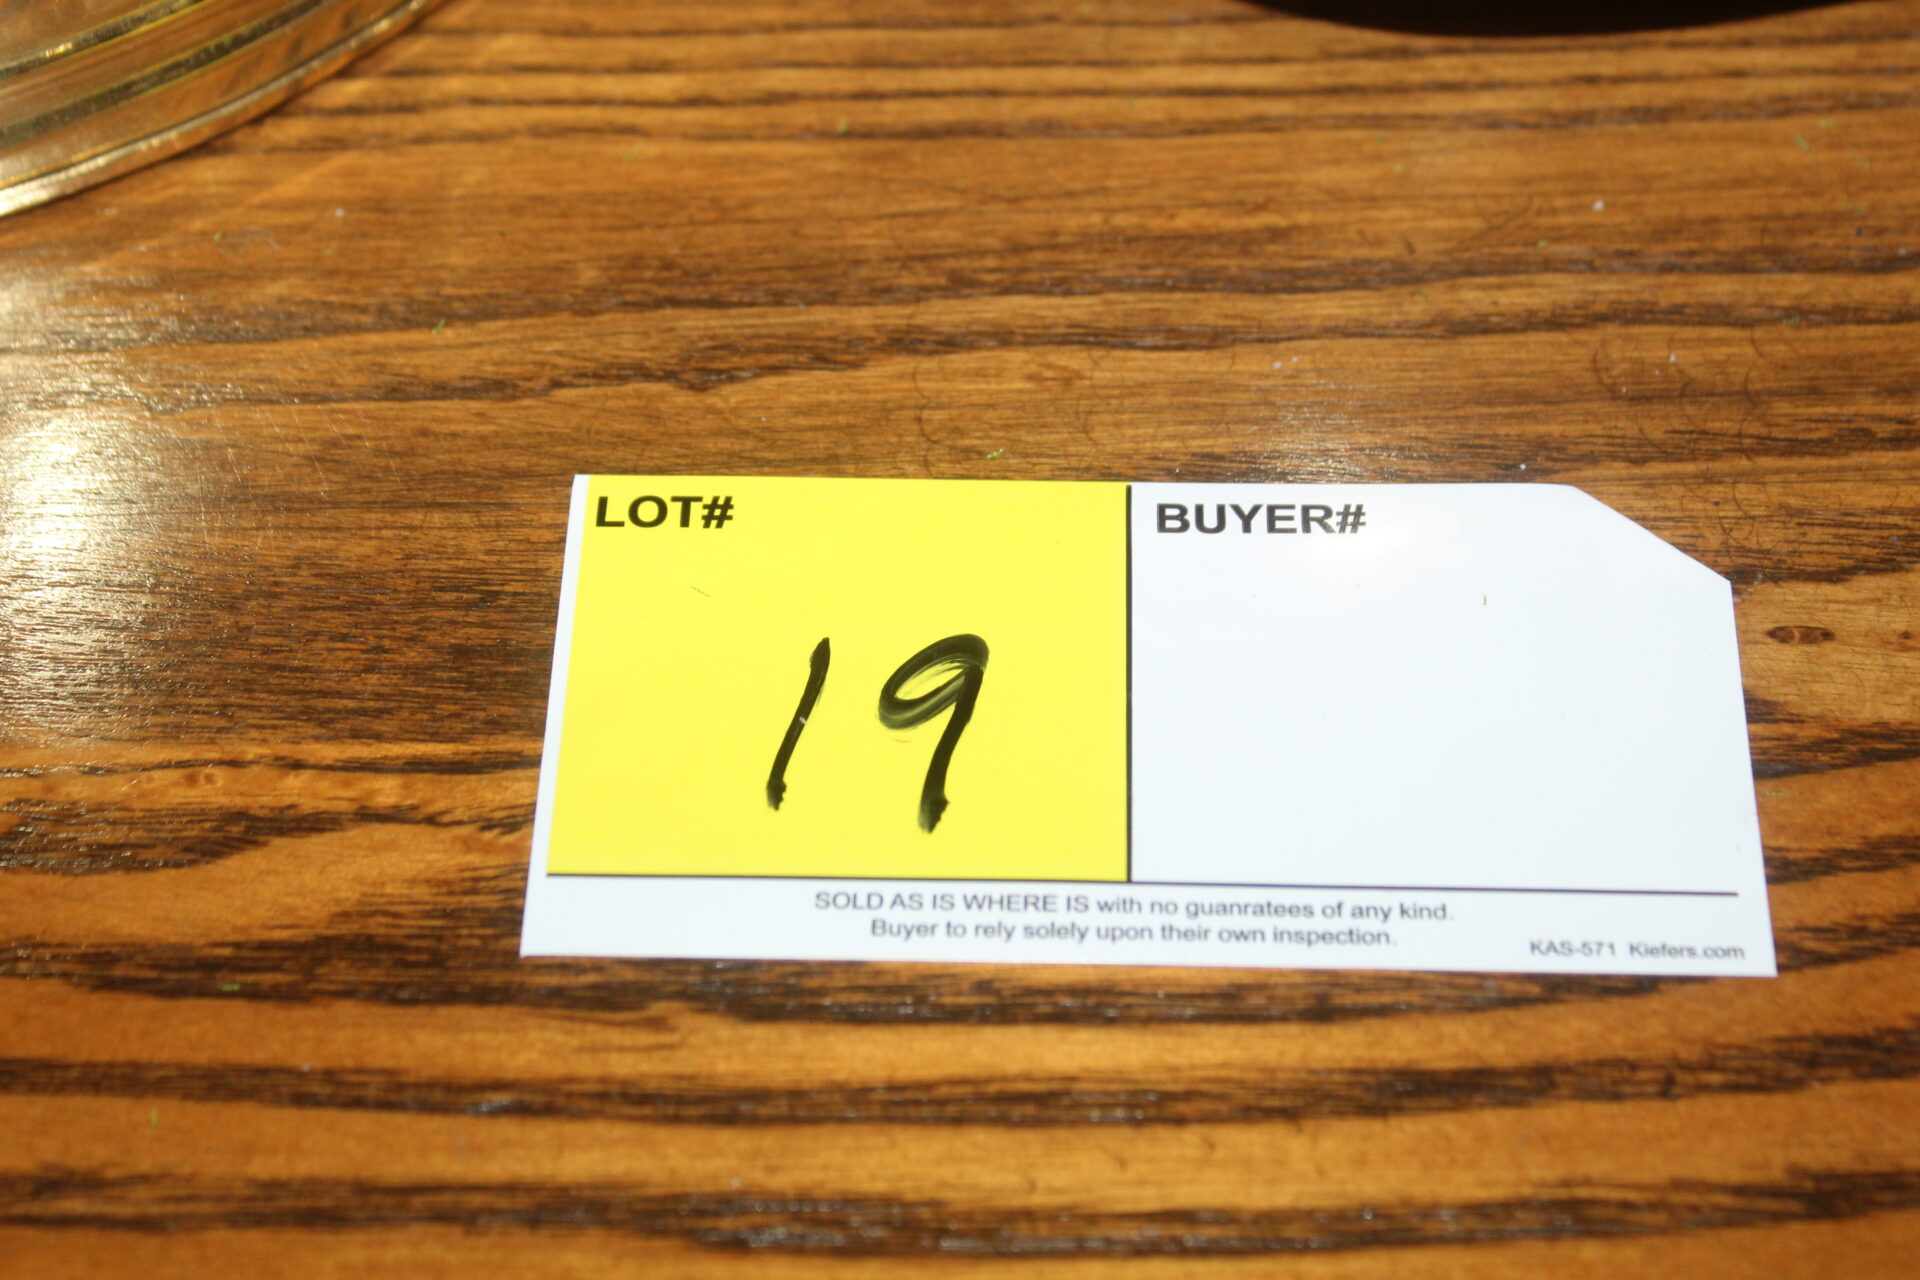 LOT#
BUYER#
19
SOLD AS IS WHERE IS with no guanratees of any kind.
Buyer to rely solely upon their own inspection.
KAS-571 Kiefers.com